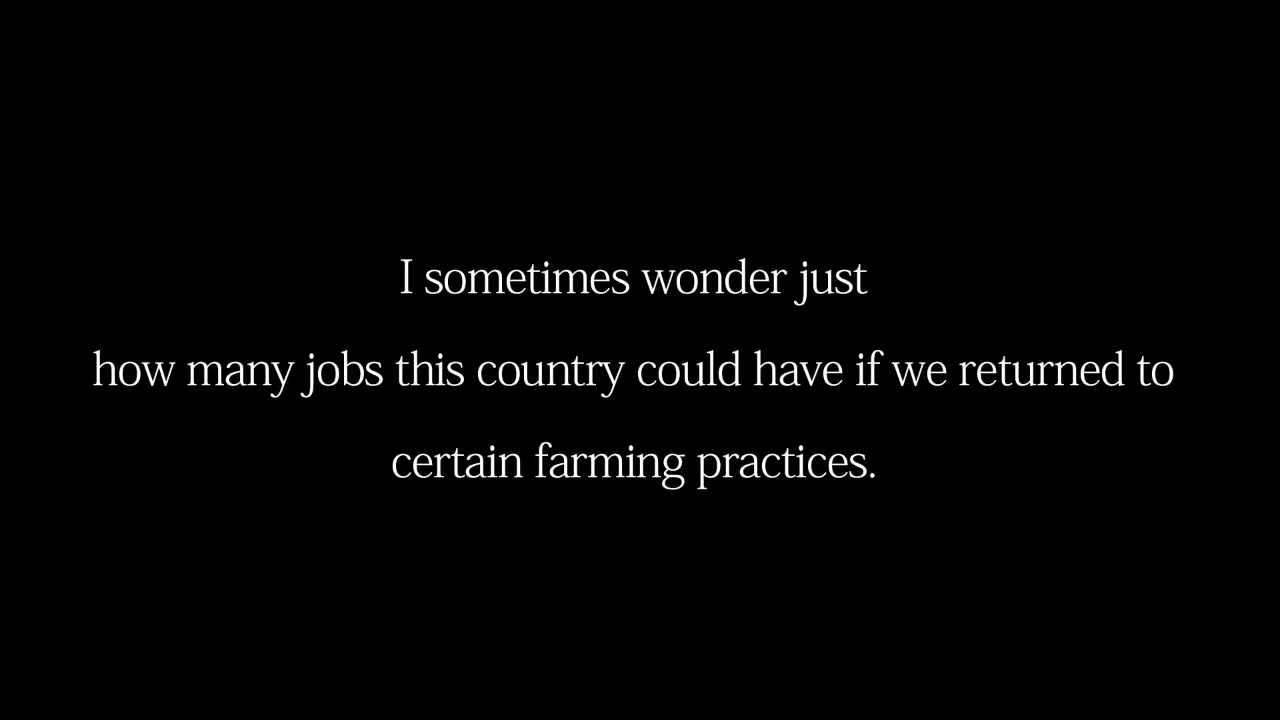 I sometimes wonder just
how many jobs this country could have if we returned to
certain farming practices.